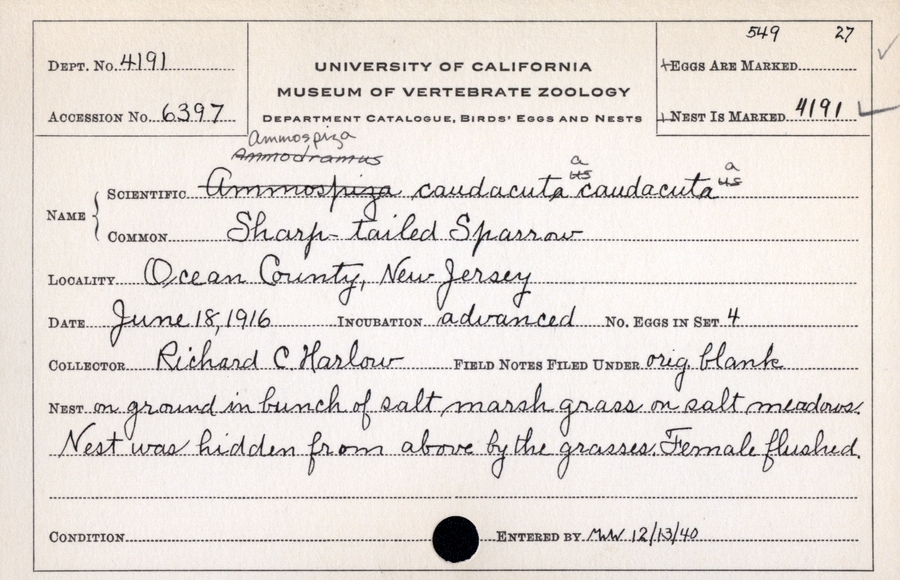 549 27
DEPT. No. 4191
UNIVERSITY OF CALIFORNIA
EGGS ARE MARKED
MUSEUM OF VERTEBRATE ZOOLOGY
ACCESSION No. 6397
DEPARTMENT CATALOGUE, BIRDS' EGGS AND NESTS
NEST IS MARKED 4191
Ammospiza
Ammodramus
a a
us us
NAME
SCIENTIFIC Ammospiza caudacuta caudacuta
COMMON Sharp-tailed Sparrow
LOCALITY Ocean County, New Jersey
DATE June 18, 1916 INCUBATION advanced NO. EGGS IN SET 4
COLLECTOR Richard C Harlow FIELD NOTES FILED UNDER orig. blank
NEST on ground in bunch of salt marsh grass on salt meadows.
Nest was hidden from above by the grasses. Female flushed.
CONDITION ENTERED BY MW 12/13/40